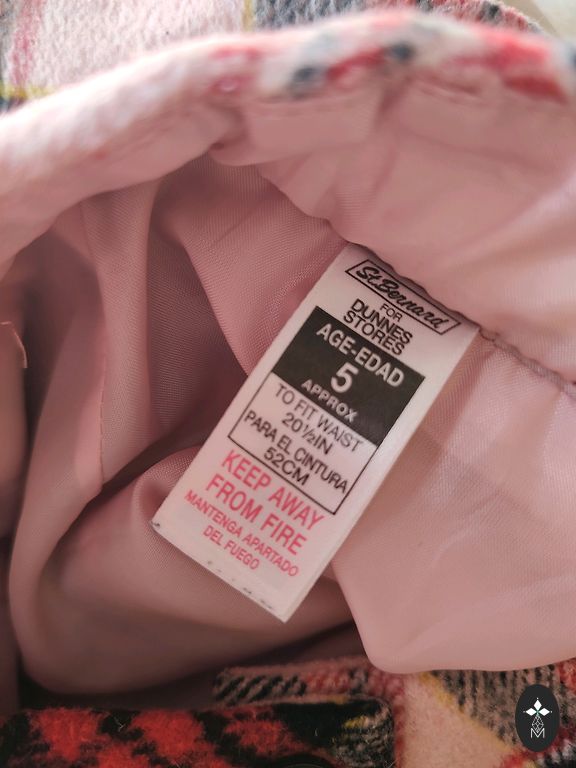 St.Bernard
FOR
DUNNES
STORES
AGE-EDAD
5
APPROX
TO FIT WAIST
20½IN
PARA EL CINTURA
52CM
KEEP AWAY
FROM FIRE
MANTENGA APARTADO
DEL FUEGO
M